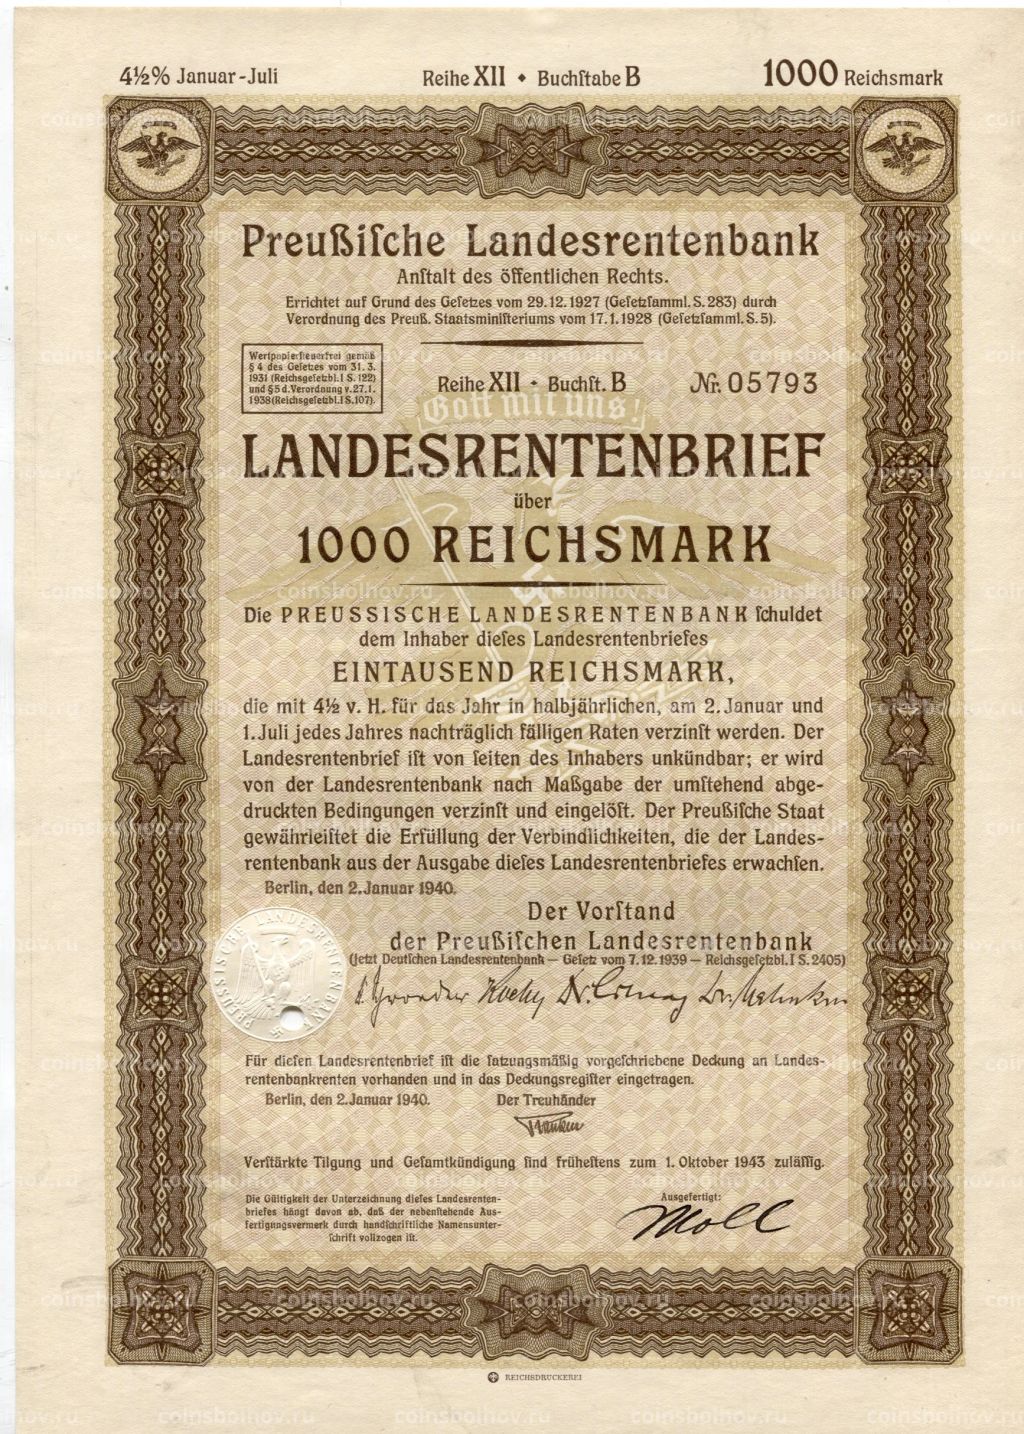 4½% Januar-Juli Reihe XII ◆ Buchſtabe B 1000 Reichsmark
Preußiſche Landesrentenbank
Anſtalt des öffentlichen Rechts.
Errichtet auf Grund des Geſetzes vom 29.12.1927 (Geſetzſamml. S. 283) durch
Verordnung des Preuß. Staatsminiſteriums vom 17.1.1928 (Geſetzſamml. S. 5).
Wertpapierſteuerfrei gemäß
§ 4 des Geſetzes vom 31.3.
1931 (Reichsgeſetzbl. I S. 122)
und § 5 d. Verordnung v. 27.1.
1938 (Reichsgeſetzbl. I S. 107).
Reihe XII ◆ Buchſt. B Nr. 05793
Gott mit uns!
LANDESRENTENBRIEF
über
1000 REICHSMARK
Die PREUSSISCHE LANDESRENTENBANK ſchuldet
dem Inhaber dieſes Landesrentenbriefes
EINTAUSEND REICHSMARK,
die mit 4½ v. H. für das Jahr in halbjährlichen, am 2. Januar und
1. Juli jedes Jahres nachträglich fälligen Raten verzinſt werden. Der
Landesrentenbrief iſt von ſeiten des Inhabers unkündbar; er wird
von der Landesrentenbank nach Maßgabe der umſtehend abge-
druckten Bedingungen verzinſt und eingelöſt. Der Preußiſche Staat
gewährleiſtet die Erfüllung der Verbindlichkeiten, die der Landes-
rentenbank aus der Ausgabe dieſes Landesrentenbriefes erwachſen.
Berlin, den 2. Januar 1940.
Der Vorſtand
der Preußiſchen Landesrentenbank
(Jetzt Deutſchen Landesrentenbank — Geſetz vom 7.12.1939 — Reichsgeſetzbl. I S. 2405)
PREUSSISCHE LANDESRENTENBANK
Für dieſen Landesrentenbrief iſt die ſatzungsmäßig vorgeſchriebene Deckung an Landes-
rentenbankrenten vorhanden und in das Deckungsregiſter eingetragen.
Berlin, den 2. Januar 1940. Der Treuhänder
Verſtärkte Tilgung und Geſamtkündigung ſind früheſtens zum 1. Oktober 1943 zuläſſig.
Die Gültigkeit der Unterzeichnung dieſes Landesrenten-
briefes hängt davon ab, daß der nebenſtehende Aus-
fertigungsvermerk durch handſchriftliche Namensunter-
ſchrift vollzogen iſt.
Ausgefertigt:
Moll
REICHSDRUCKEREI
coinsbolhov.ru